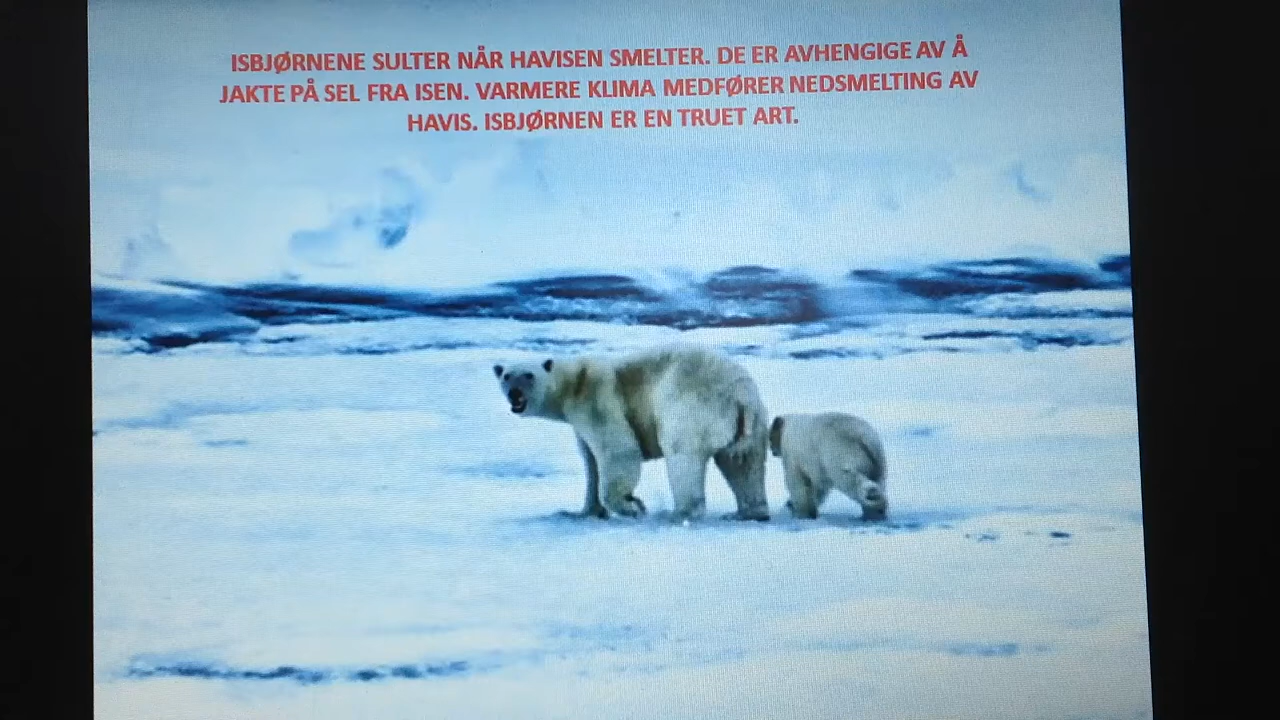 ISBJØRNENE SULTER NÅR HAVISEN SMELTER. DE ER AVHENGIGE AV Å
JAKTE PÅ SEL FRA ISEN. VARMERE KLIMA MEDFØRER NEDSMELTING AV
HAVIS. ISBJØRNEN ER EN TRUET ART.